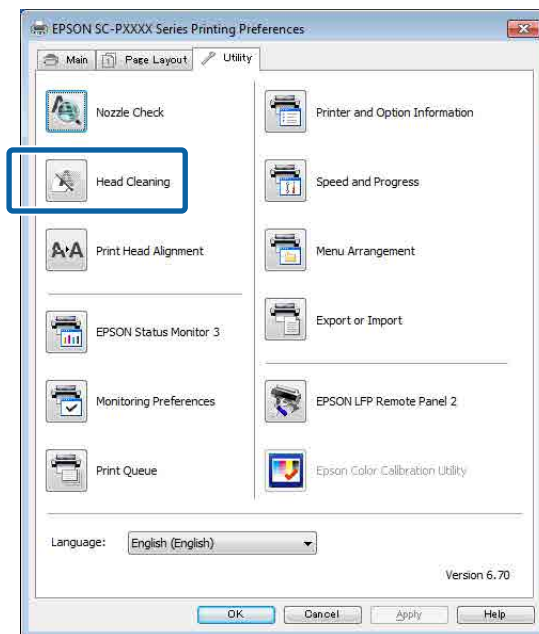 EPSON SC-PXXXX Series Printing Preferences
Main Page Layout Utility
Nozzle Check
Printer and Option Information
Head Cleaning
Speed and Progress
Print Head Alignment
Menu Arrangement
EPSON Status Monitor 3
Export or Import
Monitoring Preferences
EPSON LFP Remote Panel 2
Print Queue
Epson Color Calibration Utility
Language: English (English)
Version 6.70
OK Cancel Apply Help